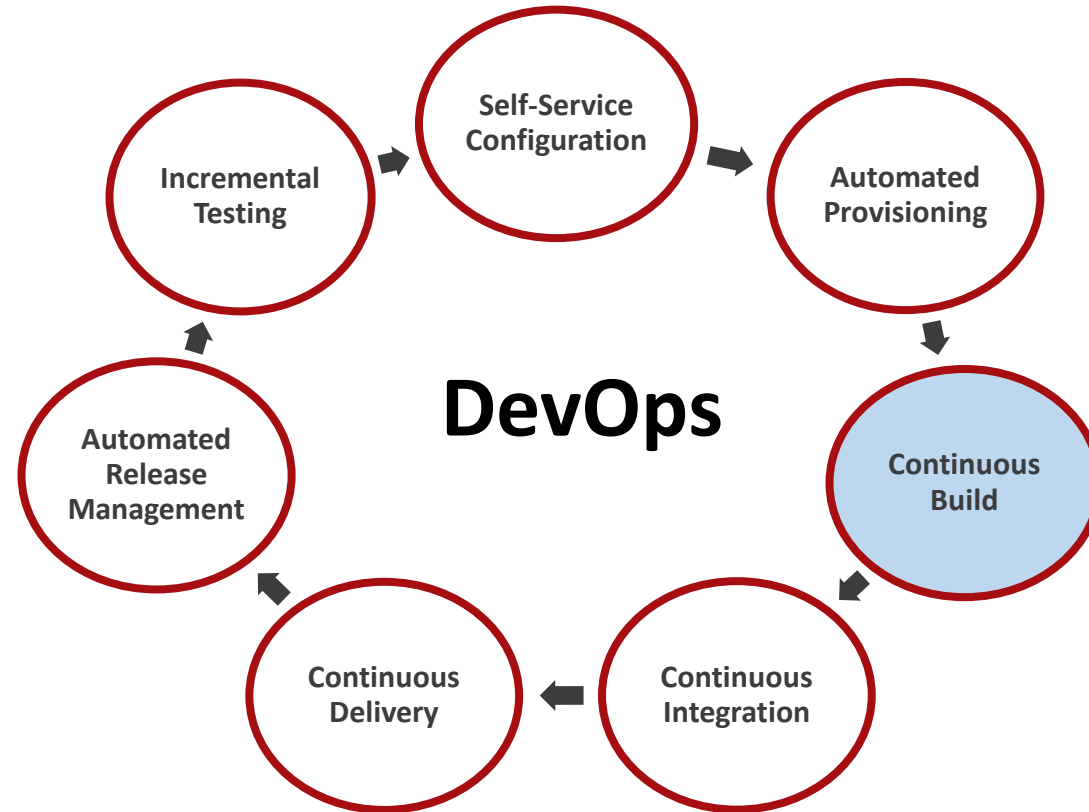 Self-Service
Configuration
Incremental
Testing
Automated
Provisioning
DevOps
Automated
Release
Management
Continuous
Build
Continuous
Delivery
Continuous
Integration